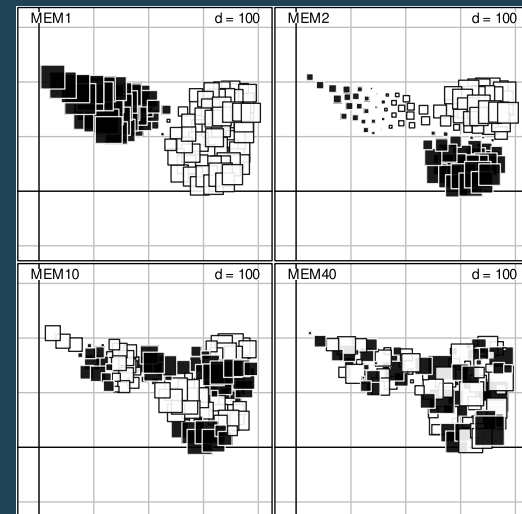 MEM1 d = 100
MEM2 d = 100
MEM10 d = 100
MEM40 d = 100